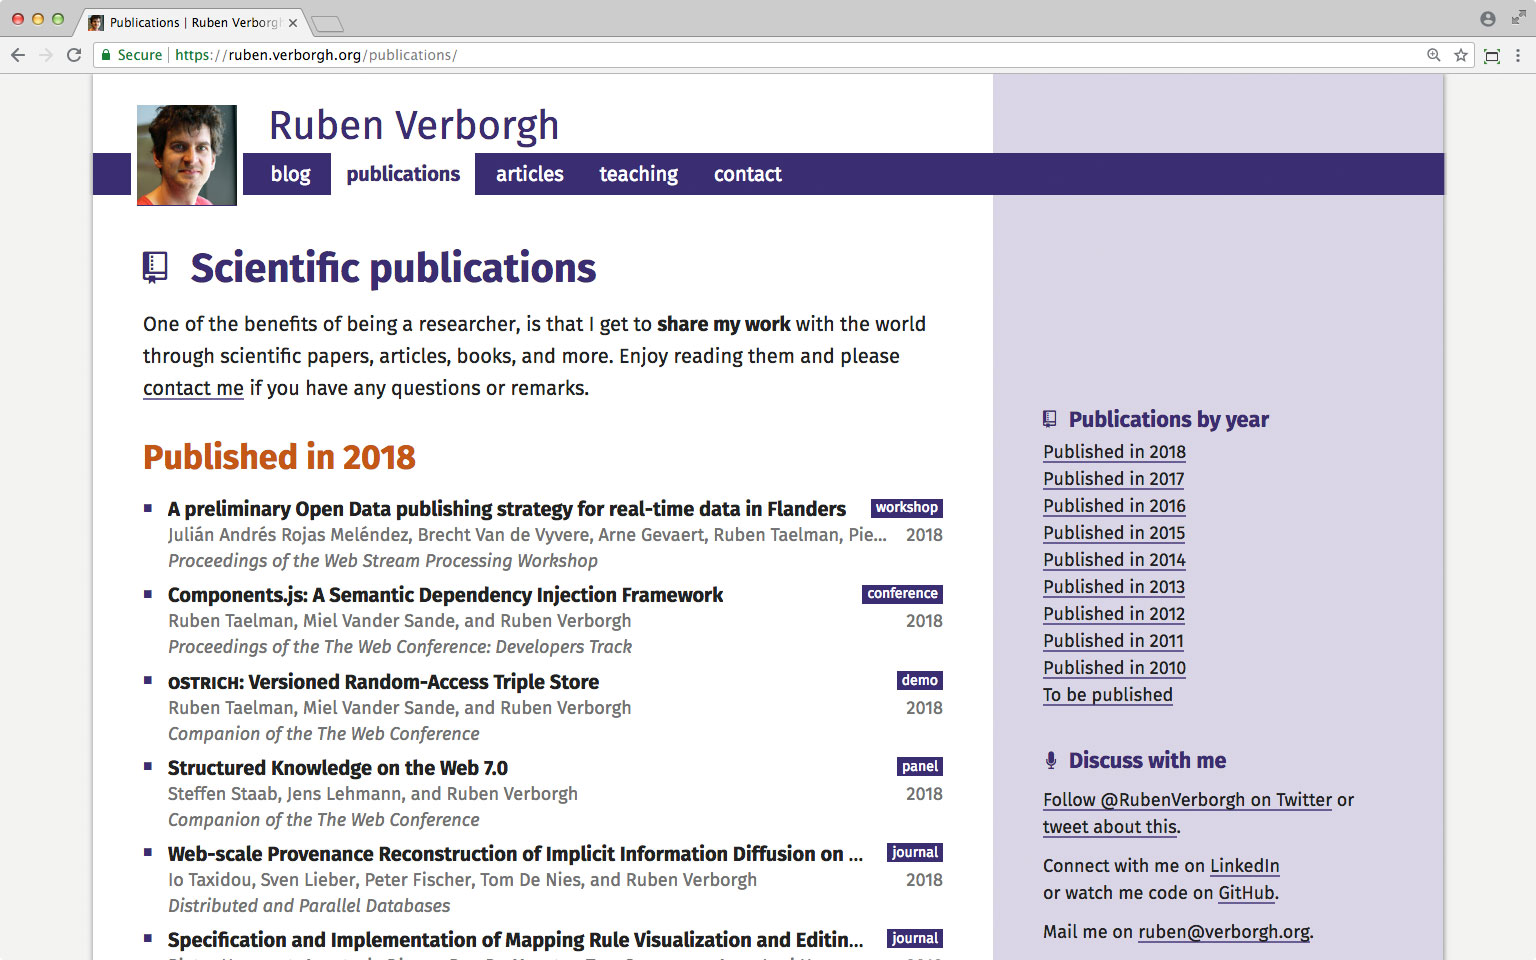 Publications | Ruben Verborg
Secure
https://ruben.verborgh.org/publications/
Ruben Verborgh
blog publications articles teaching contact
Scientific publications
One of the benefits of being a researcher, is that I get to share my work with the world
through scientific papers, articles, books, and more. Enjoy reading them and please
contact me if you have any questions or remarks.
Published in 2018
A preliminary Open Data publishing strategy for real-time data in Flanders workshop
Julián Andrés Rojas Meléndez, Brecht Van de Vyvere, Arne Gevaert, Ruben Taelman, Pie... 2018
Proceedings of the Web Stream Processing Workshop
Components.js: A Semantic Dependency Injection Framework conference
Ruben Taelman, Miel Vander Sande, and Ruben Verborgh 2018
Proceedings of the The Web Conference: Developers Track
OSTRICH: Versioned Random-Access Triple Store demo
Ruben Taelman, Miel Vander Sande, and Ruben Verborgh 2018
Companion of the The Web Conference
Structured Knowledge on the Web 7.0 panel
Steffen Staab, Jens Lehmann, and Ruben Verborgh 2018
Companion of the The Web Conference
Web-scale Provenance Reconstruction of Implicit Information Diffusion on ... journal
Io Taxidou, Sven Lieber, Peter Fischer, Tom De Nies, and Ruben Verborgh 2018
Distributed and Parallel Databases
Specification and Implementation of Mapping Rule Visualization and Editin... journal
Publications by year
Published in 2018
Published in 2017
Published in 2016
Published in 2015
Published in 2014
Published in 2013
Published in 2012
Published in 2011
Published in 2010
To be published
Discuss with me
Follow @RubenVerborgh on Twitter or
tweet about this.
Connect with me on LinkedIn
or watch me code on GitHub.
Mail me on ruben@verborgh.org.